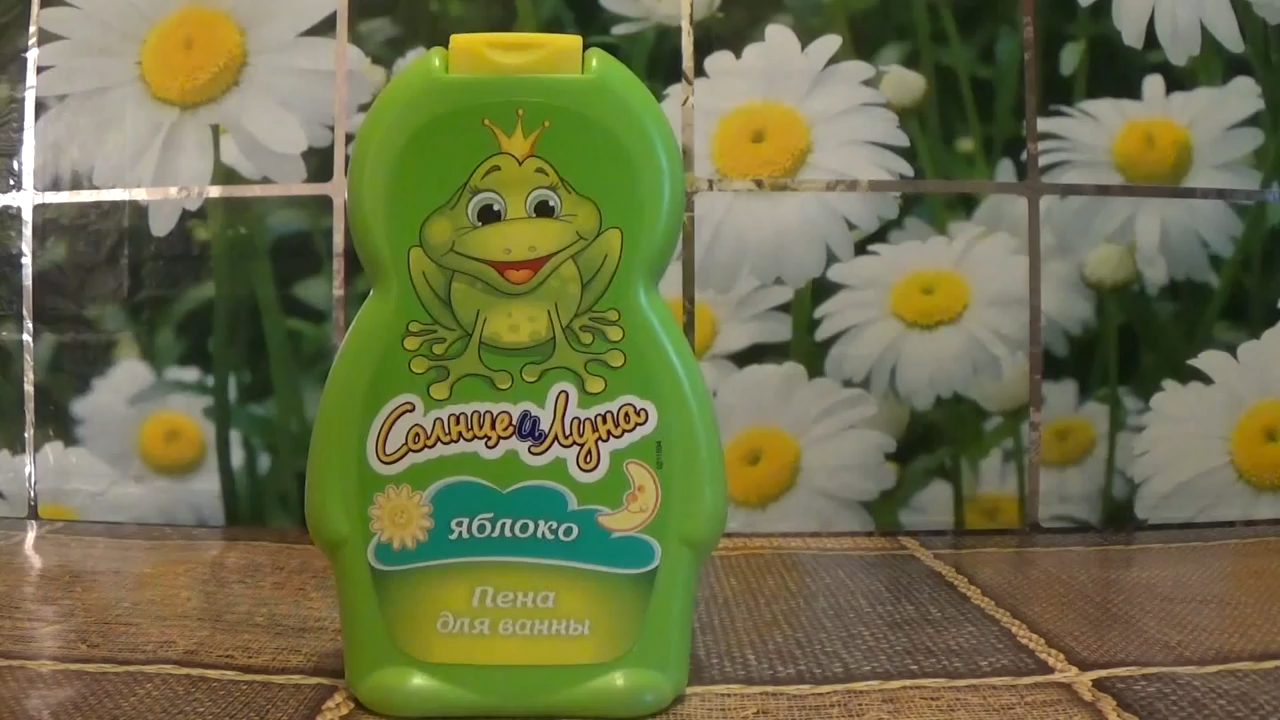 Солнце и Луна
яблоко
Пена
для ванны